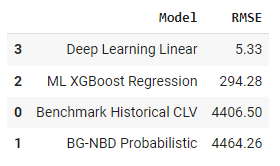 Model RMSE
3 Deep Learning Linear 5.33
2 ML XGBoost Regression 294.28
0 Benchmark Historical CLV 4406.50
1 BG-NBD Probabilistic 4464.26